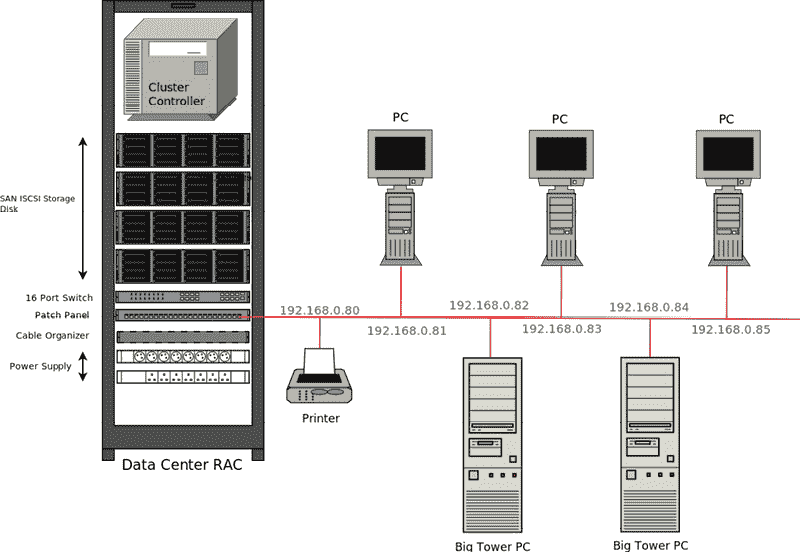 Cluster
Controller
SAN ISCSI Storage
Disk
16 Port Switch
Patch Panel
Cable Organizer
Power Supply
Data Center RAC
PC
PC
PC
192.168.0.80
192.168.0.81
192.168.0.82
192.168.0.83
192.168.0.84
192.168.0.85
Printer
Big Tower PC
Big Tower PC